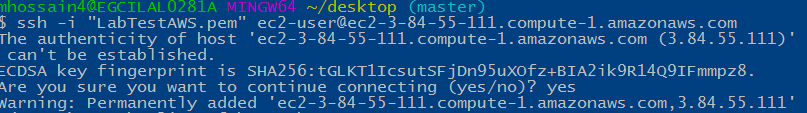 mhossain4@EGCILAL0281A MINGW64 ~/desktop (master)
$ ssh -i "LabTestAWS.pem" ec2-user@ec2-3-84-55-111.compute-1.amazonaws.com
The authenticity of host 'ec2-3-84-55-111.compute-1.amazonaws.com (3.84.55.111)'
can't be established.
ECDSA key fingerprint is SHA256:tGLKT1IcsutSFjDn95uXOfz+BIA2ik9R14Q9IFmmpz8.
Are you sure you want to continue connecting (yes/no)? yes
Warning: Permanently added 'ec2-3-84-55-111.compute-1.amazonaws.com,3.84.55.111'